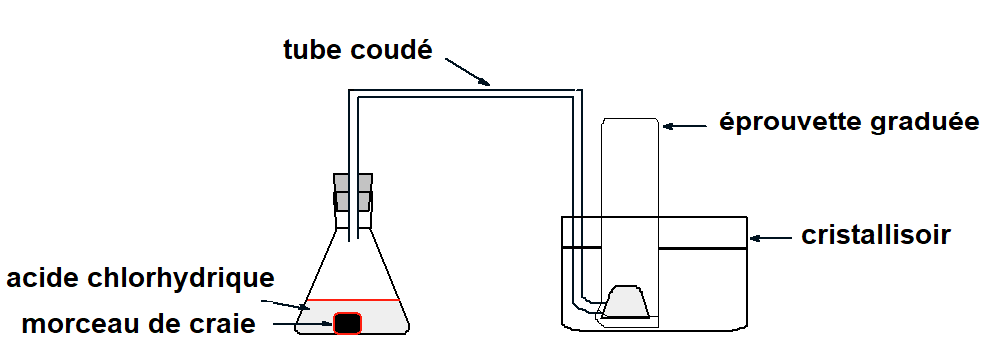 tube coudé
éprouvette graduée
cristallisoir
acide chlorhydrique
morceau de craie